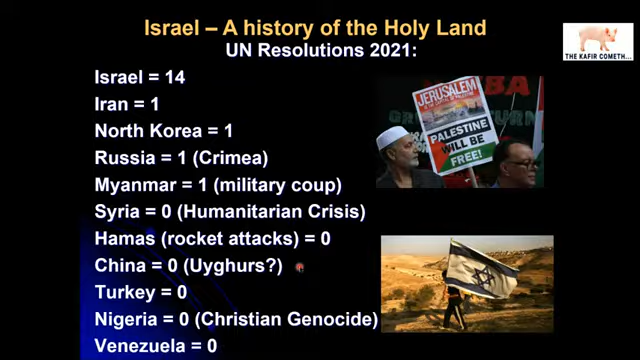 Israel – A history of the Holy Land
UN Resolutions 2021:
THE KAFIR COMETH...
Israel = 14
Iran = 1
North Korea = 1
Russia = 1 (Crimea)
Myanmar = 1 (military coup)
Syria = 0 (Humanitarian Crisis)
Hamas (rocket attacks) = 0
China = 0 (Uyghurs?)
Turkey = 0
Nigeria = 0 (Christian Genocide)
Venezuela = 0
JERUSALEM
PALESTINE
WILL BE
FREE!